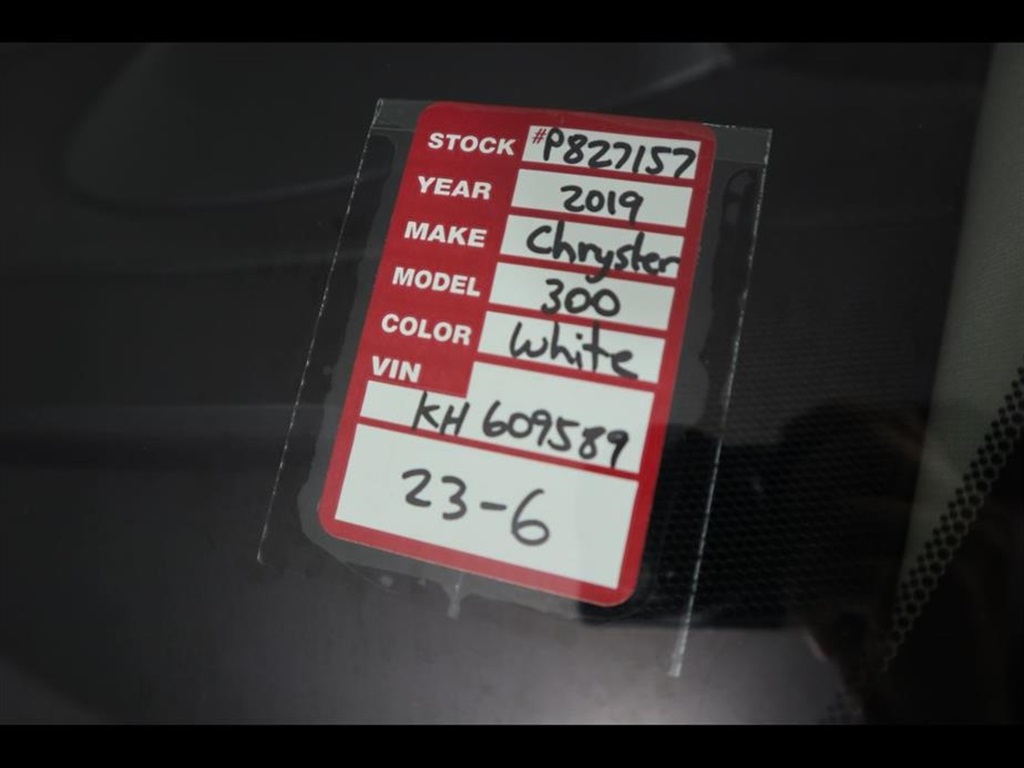 STOCK #P827157
YEAR 2019
MAKE Chrysler
MODEL 300
COLOR White
VIN
KH 609589
23-6